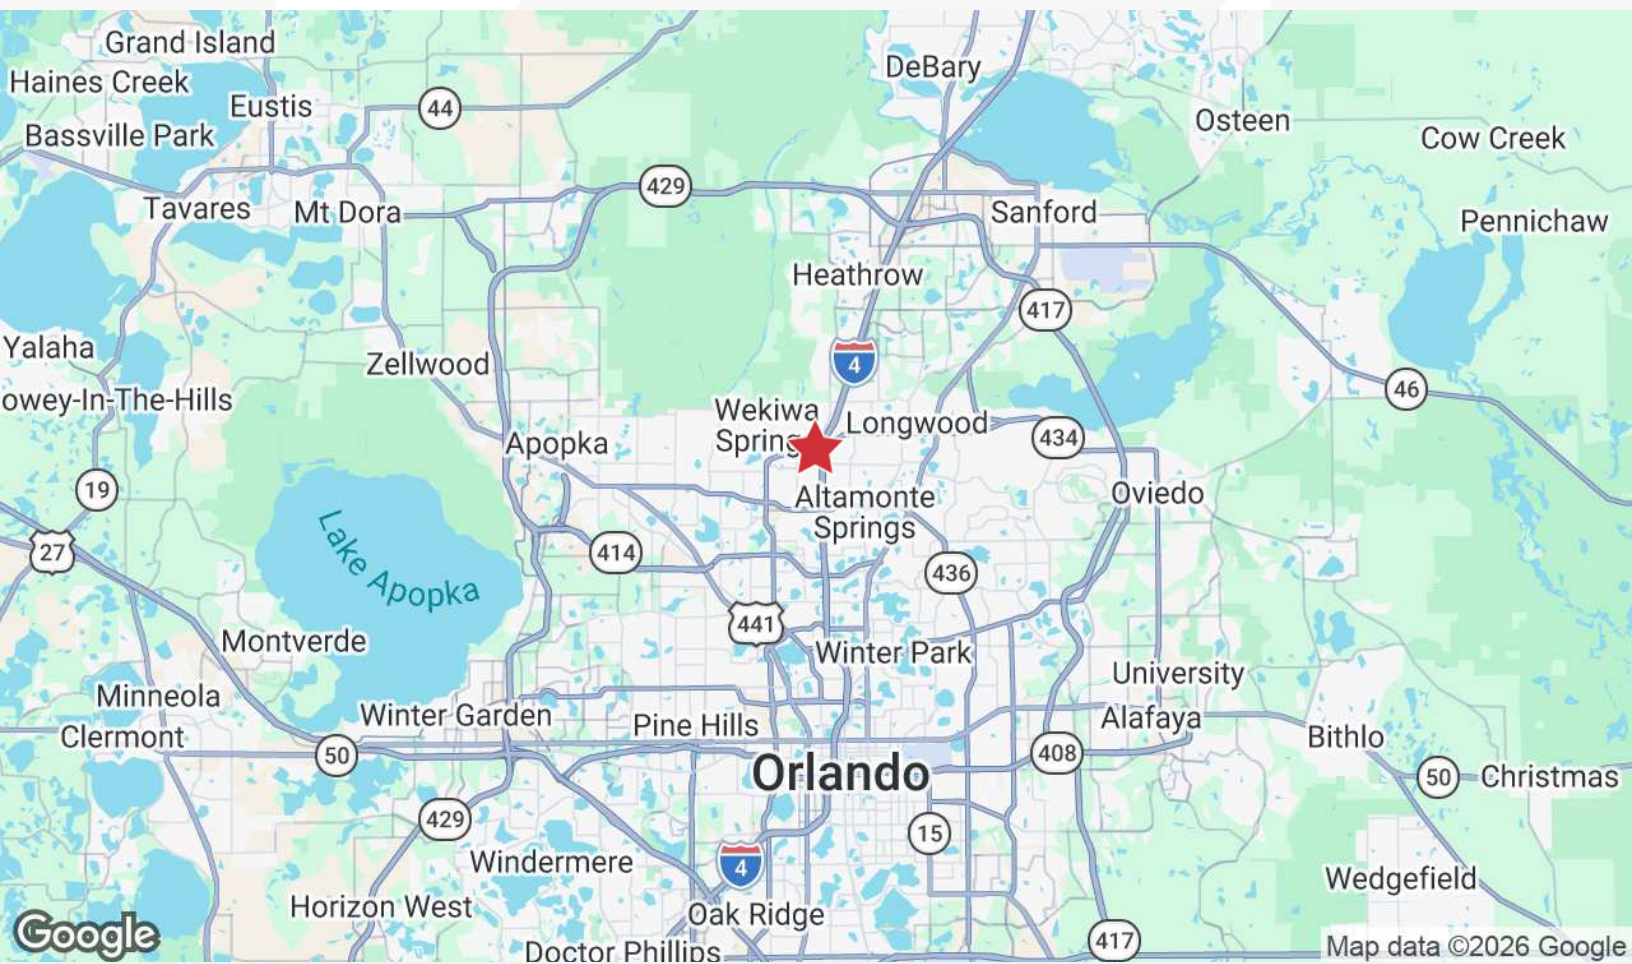 Grand Island
Haines Creek
Eustis
Bassville Park
44
DeBary
Osteen
Cow Creek
Tavares
Mt Dora
429
Sanford
Pennichaw
Heathrow
417
Yalaha
Zellwood
4
46
owey-In-The-Hills
Wekiwa
Spring
Longwood
434
Apopka
19
Altamonte
Springs
Oviedo
27
Lake Apopka
414
436
441
Montverde
Winter Park
University
Minneola
Winter Garden
Pine Hills
Alafaya
Clermont
50
Orlando
408
Bithlo
50
Christmas
429
15
Windermere
4
Wedgefield
Horizon West
Oak Ridge
Doctor Phillips
417
Google
Map data ©2026 Google